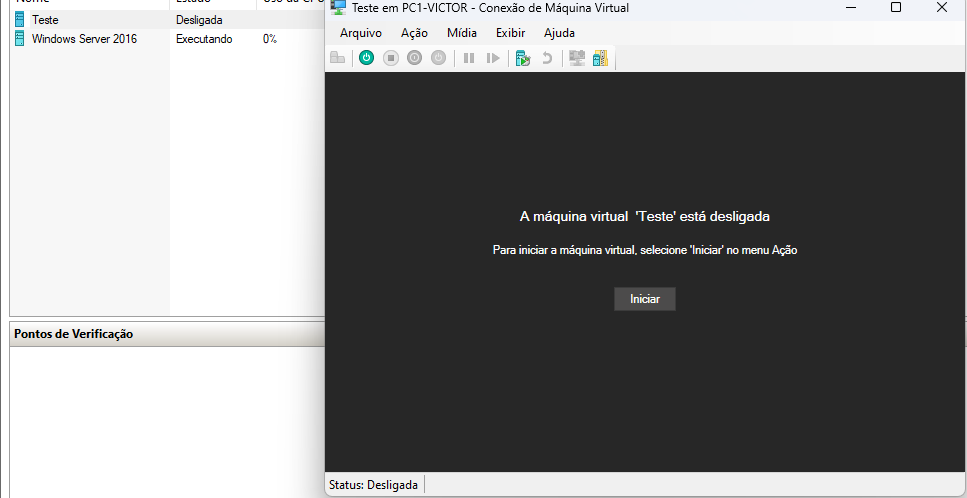 Nome Estado Uso da CPU
Teste Desligada
Windows Server 2016 Executando 0%
Pontos de Verificação
Teste em PC1-VICTOR - Conexão de Máquina Virtual
Arquivo Ação Mídia Exibir Ajuda
A máquina virtual 'Teste' está desligada
Para iniciar a máquina virtual, selecione 'Iniciar' no menu Ação
Iniciar
Status: Desligada